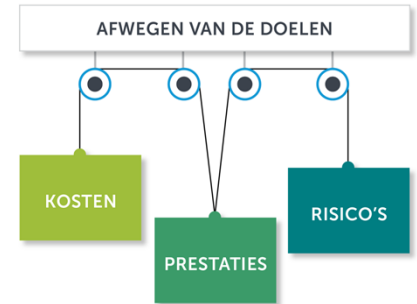 AFWEGEN VAN DE DOELEN
KOSTEN
PRESTATIES
RISICO'S